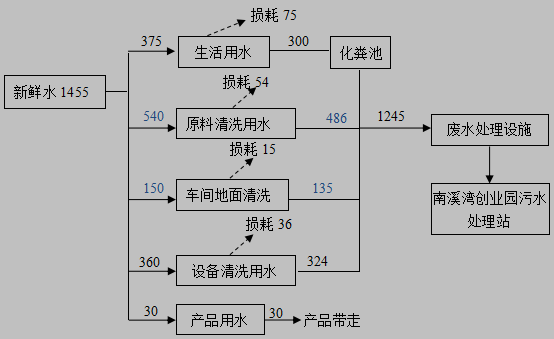 损耗 75
375
生活用水
300
化粪池
损耗 54
新鲜水 1455
540
原料清洗用水
486
1245
废水处理设施
损耗 15
150
车间地面清洗
135
南溪湾创业园污水
处理站
损耗 36
360
设备清洗用水
324
30
产品用水
30
产品带走